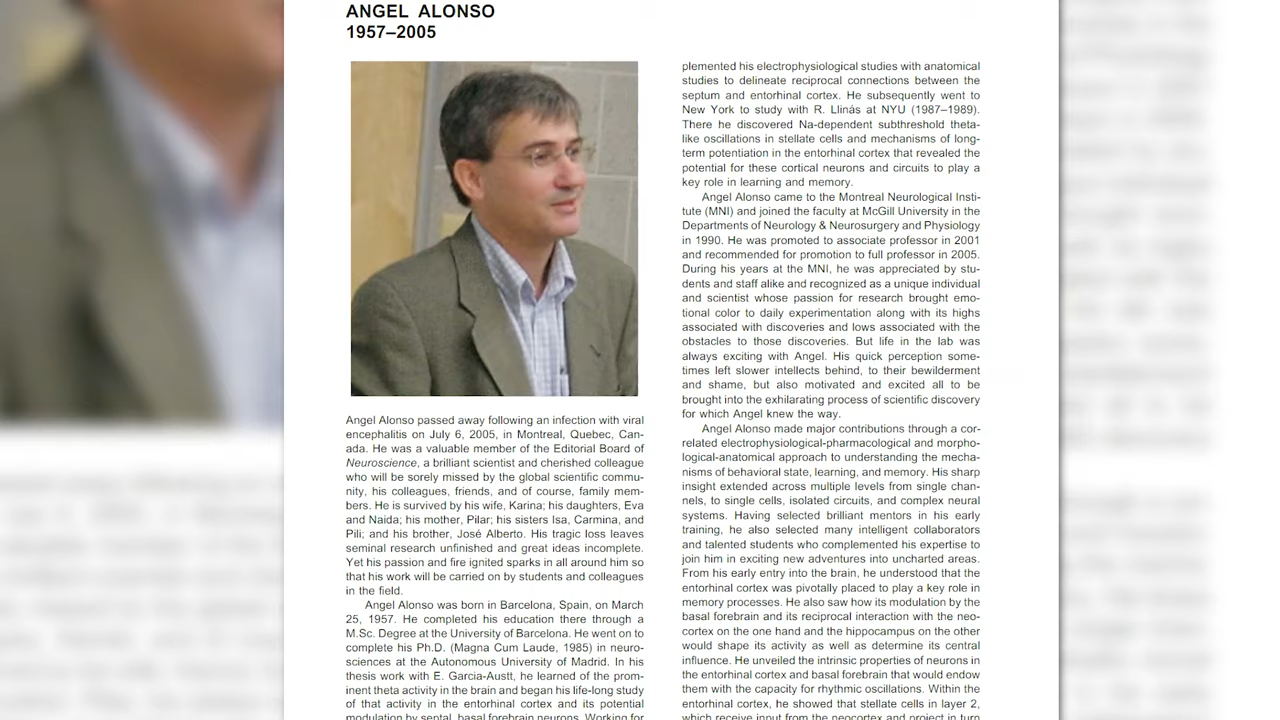 ANGEL ALONSO
1957–2005
Angel Alonso passed away following an infection with viral
encephalitis on July 6, 2005, in Montreal, Quebec, Can-
ada. He was a valuable member of the Editorial Board of
Neuroscience, a brilliant scientist and cherished colleague
who will be sorely missed by the global scientific commu-
nity, his colleagues, friends, and of course, family mem-
bers. He is survived by his wife, Karina; his daughters, Eva
and Naida; his mother, Pilar; his sisters Isa, Carmina, and
Pili; and his brother, José Alberto. His tragic loss leaves
seminal research unfinished and great ideas incomplete.
Yet his passion and fire ignited sparks in all around him so
that his work will be carried on by students and colleagues
in the field.
Angel Alonso was born in Barcelona, Spain, on March
25, 1957. He completed his education there through a
M.Sc. Degree at the University of Barcelona. He went on to
complete his Ph.D. (Magna Cum Laude, 1985) in neuro-
sciences at the Autonomous University of Madrid. In his
thesis work with E. Garcia-Austt, he learned of the prom-
inent theta activity in the brain and began his life-long study
of that activity in the entorhinal cortex and its potential
modulation by septal, basal forebrain neurons. Working for
plemented his electrophysiological studies with anatomical
studies to delineate reciprocal connections between the
septum and entorhinal cortex. He subsequently went to
New York to study with R. Llinás at NYU (1987–1989).
There he discovered Na-dependent subthreshold theta-
like oscillations in stellate cells and mechanisms of long-
term potentiation in the entorhinal cortex that revealed the
potential for these cortical neurons and circuits to play a
key role in learning and memory.
Angel Alonso came to the Montreal Neurological Insti-
tute (MNI) and joined the faculty at McGill University in the
Departments of Neurology & Neurosurgery and Physiology
in 1990. He was promoted to associate professor in 2001
and recommended for promotion to full professor in 2005.
During his years at the MNI, he was appreciated by stu-
dents and staff alike and recognized as a unique individual
and scientist whose passion for research brought emo-
tional color to daily experimentation along with its highs
associated with discoveries and lows associated with the
obstacles to those discoveries. But life in the lab was
always exciting with Angel. His quick perception some-
times left slower intellects behind, to their bewilderment
and shame, but also motivated and excited all to be
brought into the exhilarating process of scientific discovery
for which Angel knew the way.
Angel Alonso made major contributions through a cor-
related electrophysiological-pharmacological and morpho-
logical-anatomical approach to understanding the mecha-
nisms of behavioral state, learning, and memory. His sharp
insight extended across multiple levels from single chan-
nels, to single cells, isolated circuits, and complex neural
systems. Having selected brilliant mentors in his early
training, he also selected many intelligent collaborators
and talented students who complemented his expertise to
join him in exciting new adventures into uncharted areas.
From his early entry into the brain, he understood that the
entorhinal cortex was pivotally placed to play a key role in
memory processes. He also saw how its modulation by the
basal forebrain and its reciprocal interaction with the neo-
cortex on the one hand and the hippocampus on the other
would shape its activity as well as determine its central
influence. He unveiled the intrinsic properties of neurons in
the entorhinal cortex and basal forebrain that would endow
them with the capacity for rhythmic oscillations. Within the
entorhinal cortex, he showed that stellate cells in layer 2,
which receive input from the neocortex and project in turn